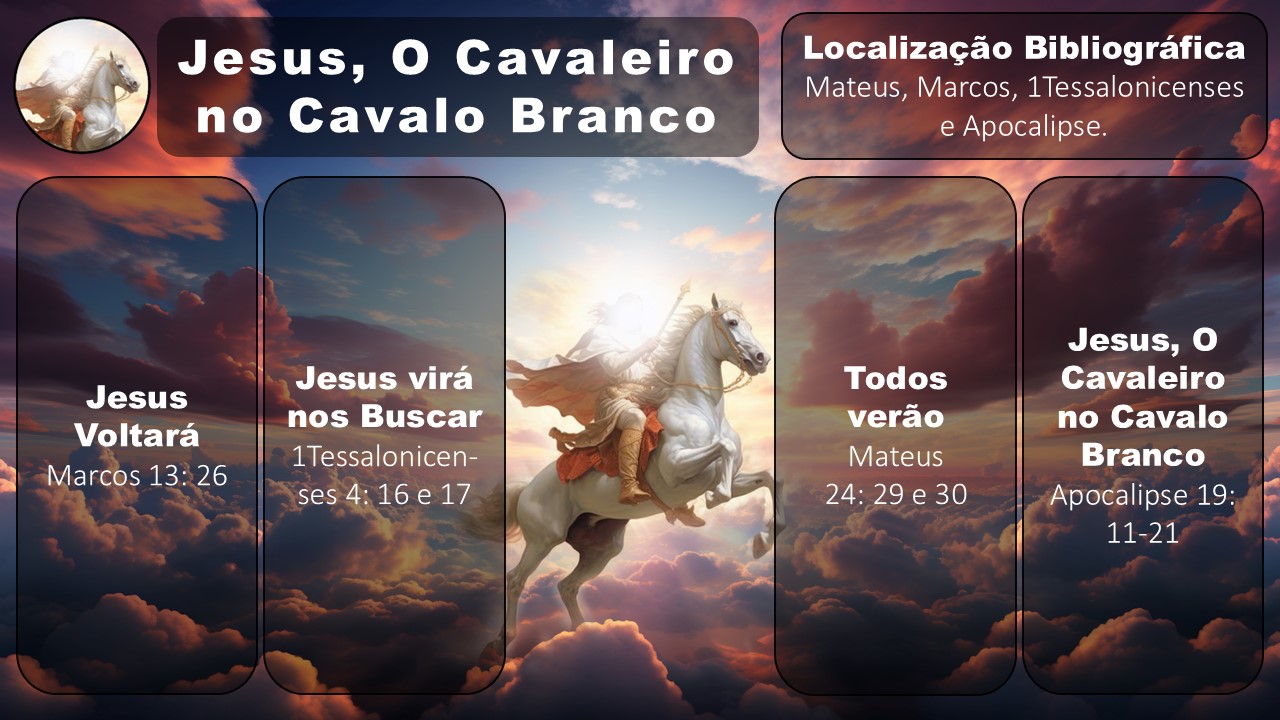 Jesus, O Cavaleiro
no Cavalo Branco
Localização Bibliográfica
Mateus, Marcos, 1Tessalonicenses
e Apocalipse.
Jesus
Voltará
Marcos 13: 26
Jesus virá
nos Buscar
1Tessalonicen-
ses 4: 16 e 17
Todos
verão
Mateus
24: 29 e 30
Jesus, O
Cavaleiro
no Cavalo
Branco
Apocalipse 19:
11-21